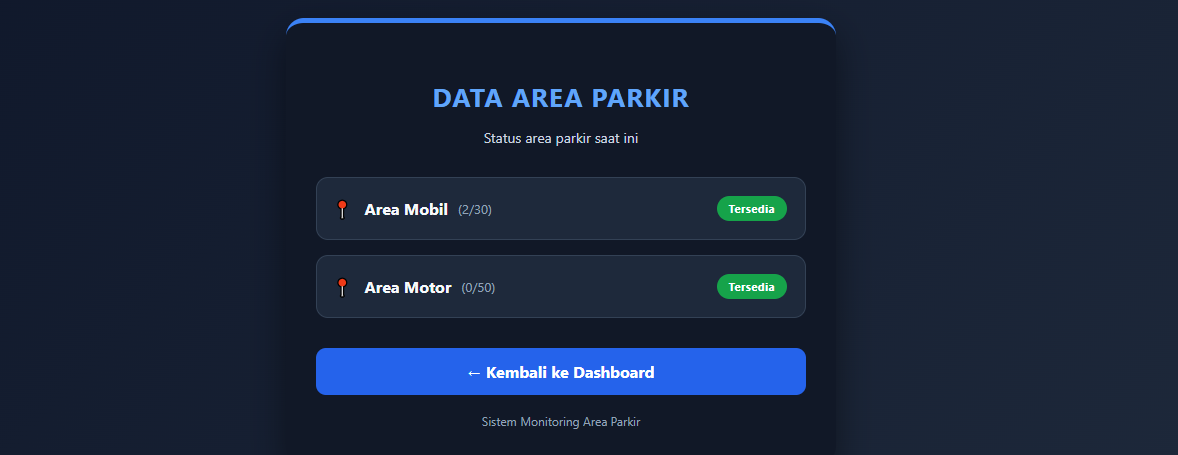 DATA AREA PARKIR
Status area parkir saat ini
Area Mobil (2/30) Tersedia
Area Motor (0/50) Tersedia
← Kembali ke Dashboard
Sistem Monitoring Area Parkir